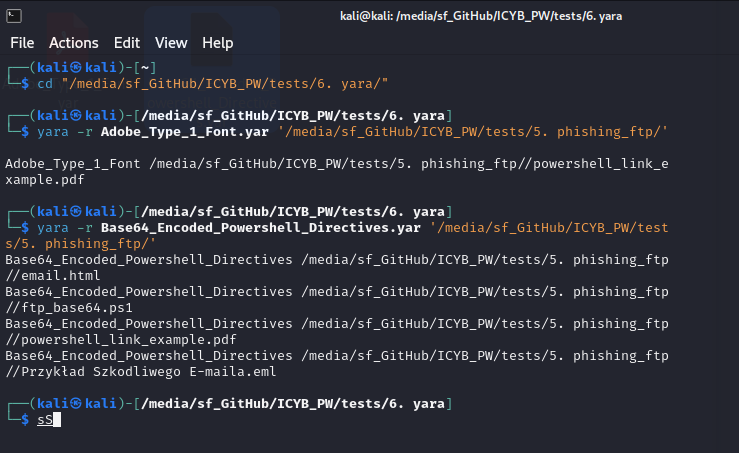 kali@kali: /media/sf_GitHub/ICYB_PW/tests/6. yara
File Actions Edit View Help
┌──(kali㉿kali)-[~]
└─$ cd "/media/sf_GitHub/ICYB_PW/tests/6. yara/"
┌──(kali㉿kali)-[/media/sf_GitHub/ICYB_PW/tests/6. yara]
└─$ yara -r Adobe_Type_1_Font.yar '/media/sf_GitHub/ICYB_PW/tests/5. phishing_ftp/'
Adobe_Type_1_Font /media/sf_GitHub/ICYB_PW/tests/5. phishing_ftp//powershell_link_e
xample.pdf
┌──(kali㉿kali)-[/media/sf_GitHub/ICYB_PW/tests/6. yara]
└─$ yara -r Base64_Encoded_Powershell_Directives.yar '/media/sf_GitHub/ICYB_PW/test
s/5. phishing_ftp/'
Base64_Encoded_Powershell_Directives /media/sf_GitHub/ICYB_PW/tests/5. phishing_ftp
//email.html
Base64_Encoded_Powershell_Directives /media/sf_GitHub/ICYB_PW/tests/5. phishing_ftp
//ftp_base64.ps1
Base64_Encoded_Powershell_Directives /media/sf_GitHub/ICYB_PW/tests/5. phishing_ftp
//powershell_link_example.pdf
Base64_Encoded_Powershell_Directives /media/sf_GitHub/ICYB_PW/tests/5. phishing_ftp
//Przykład Szkodliwego E-maila.eml
┌──(kali㉿kali)-[/media/sf_GitHub/ICYB_PW/tests/6. yara]
└─$ sS